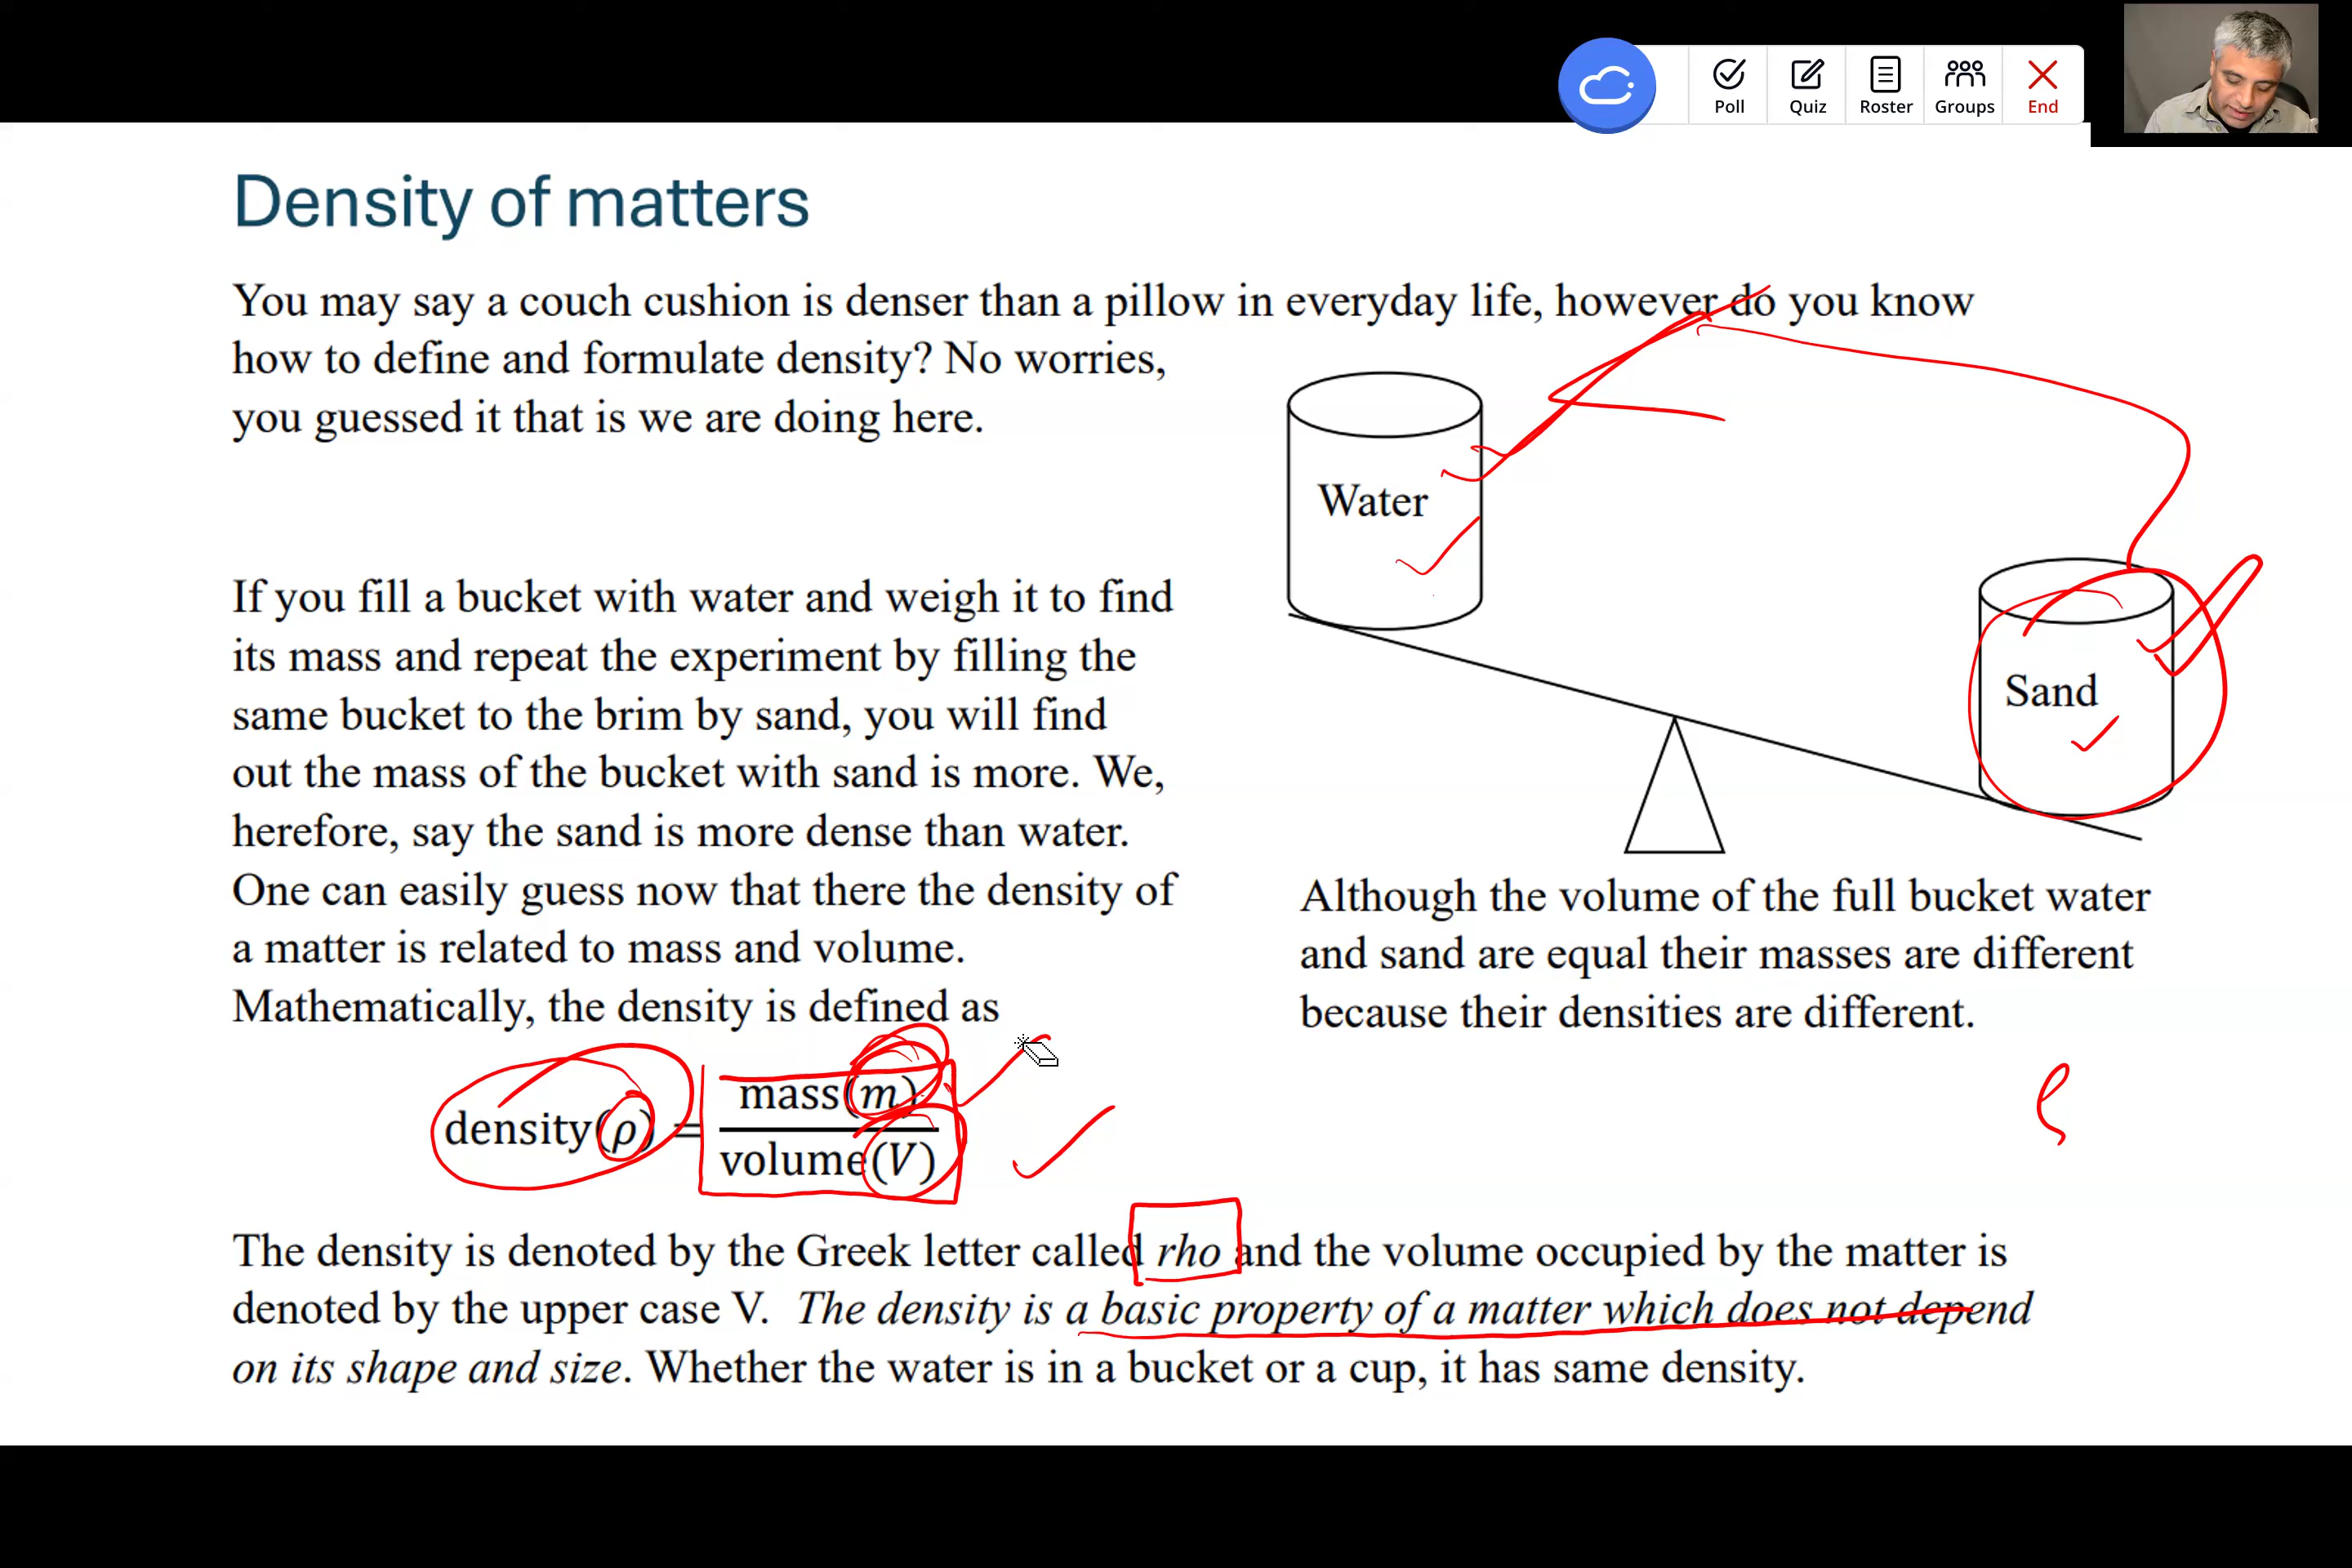 Poll Quiz Roster Groups End
Density of matters
You may say a couch cushion is denser than a pillow in everyday life, however do you know
how to define and formulate density? No worries,
you guessed it that is we are doing here.
Water
Sand
If you fill a bucket with water and weigh it to find
its mass and repeat the experiment by filling the
same bucket to the brim by sand, you will find
out the mass of the bucket with sand is more. We,
herefore, say the sand is more dense than water.
One can easily guess now that there the density of
a matter is related to mass and volume.
Mathematically, the density is defined as
Although the volume of the full bucket water
and sand are equal their masses are different
because their densities are different.
density(ρ) = mass(m)
volume(V)
ρ
The density is denoted by the Greek letter called rho and the volume occupied by the matter is
denoted by the upper case V. The density is a basic property of a matter which does not depend
on its shape and size. Whether the water is in a bucket or a cup, it has same density.